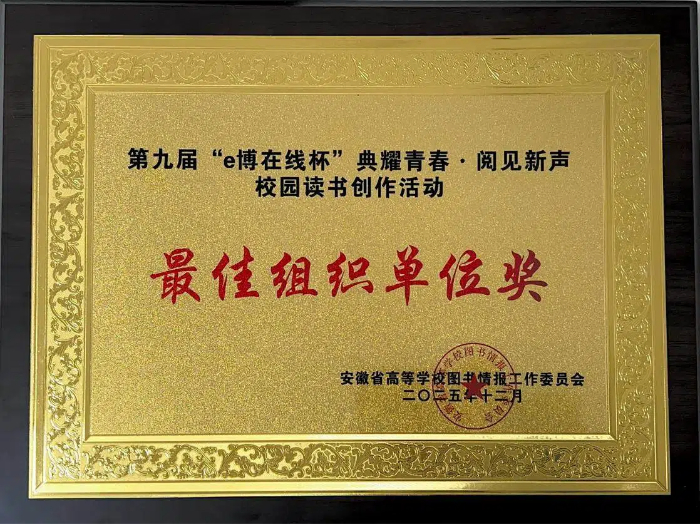 第九届“e博在线杯”典耀青春·阅见新声
校园读书创作活动
最佳组织单位奖
安徽省高等学校图书情报工作委员会
二〇二五年十二月